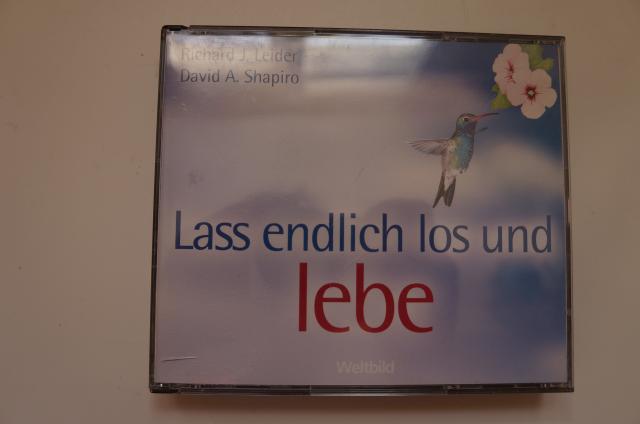 Richard J. Leider
David A. Shapiro
Lass endlich los und
lebe
Weltbild